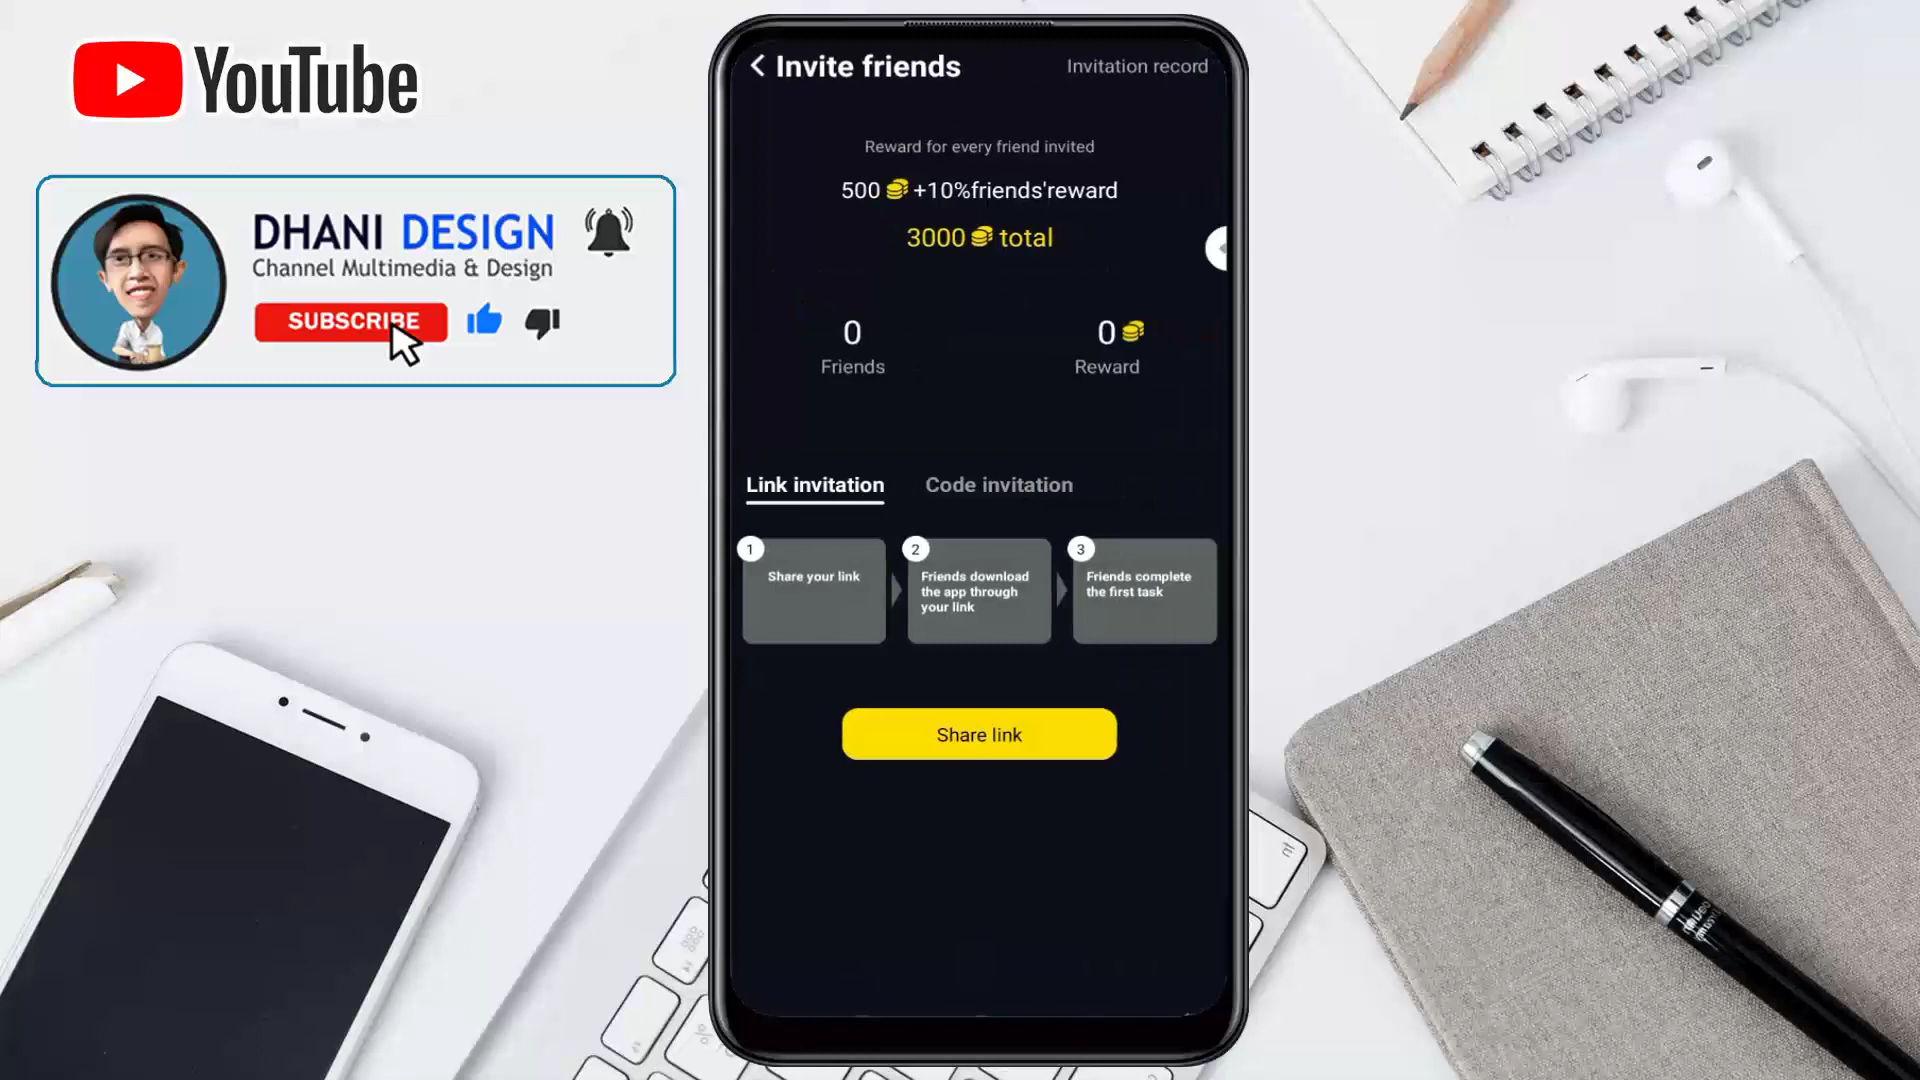 YouTube
DHANI DESIGN
Channel Multimedia & Design
SUBSCRIBE
Invite friends
Invitation record
Reward for every friend invited
500 +10%friends'reward
3000 total
0
Friends
0
Reward
Link invitation
Code invitation
1
Share your link
2
Friends download
the app through
your link
3
Friends complete
the first task
Share link